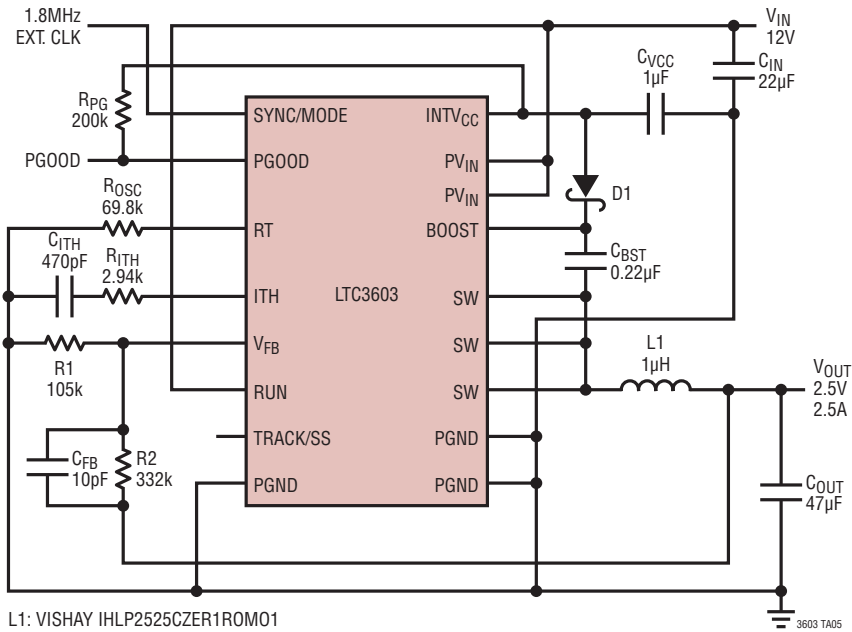 1.8MHz
EXT. CLK
VIN
12V
CVCC
1µF
CIN
22µF
RPG
200k
SYNC/MODE
INTVCC
PGOOD
PGOOD
PVIN
PVIN
D1
ROSC
69.8k
RT
BOOST
CITH
470pF
RITH
2.94k
CBST
0.22µF
ITH
LTC3603
SW
VFB
SW
L1
1µH
R1
105k
VOUT
2.5V
2.5A
RUN
SW
TRACK/SS
PGND
CFB
10pF
R2
332k
PGND
PGND
COUT
47µF
L1: VISHAY IHLP2525CZER1ROMO1
3603 TA05